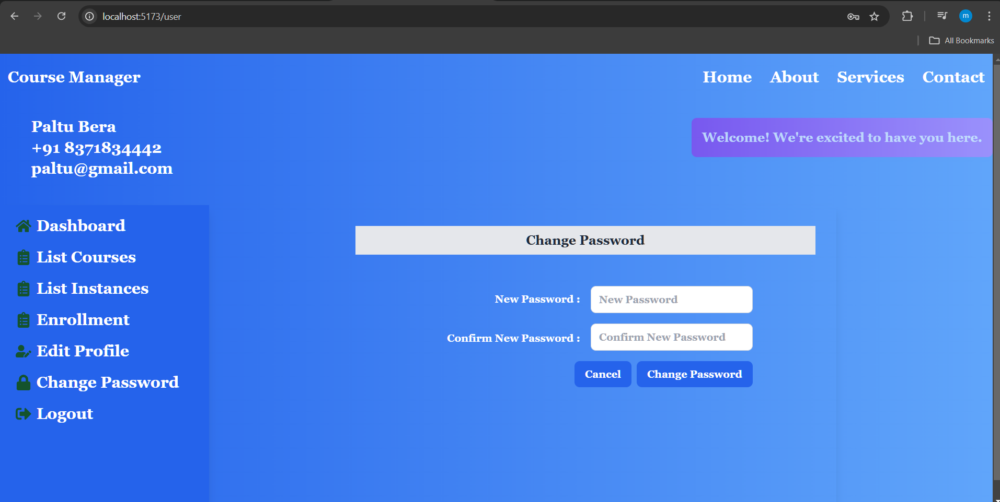 localhost:5173/user
m
All Bookmarks
Course Manager
Home About Services Contact
Paltu Bera
+91 8371834442
paltu@gmail.com
Welcome! We're excited to have you here.
Dashboard
List Courses
List Instances
Enrollment
Edit Profile
Change Password
Logout
Change Password
New Password : New Password
Confirm New Password : Confirm New Password
Cancel Change Password